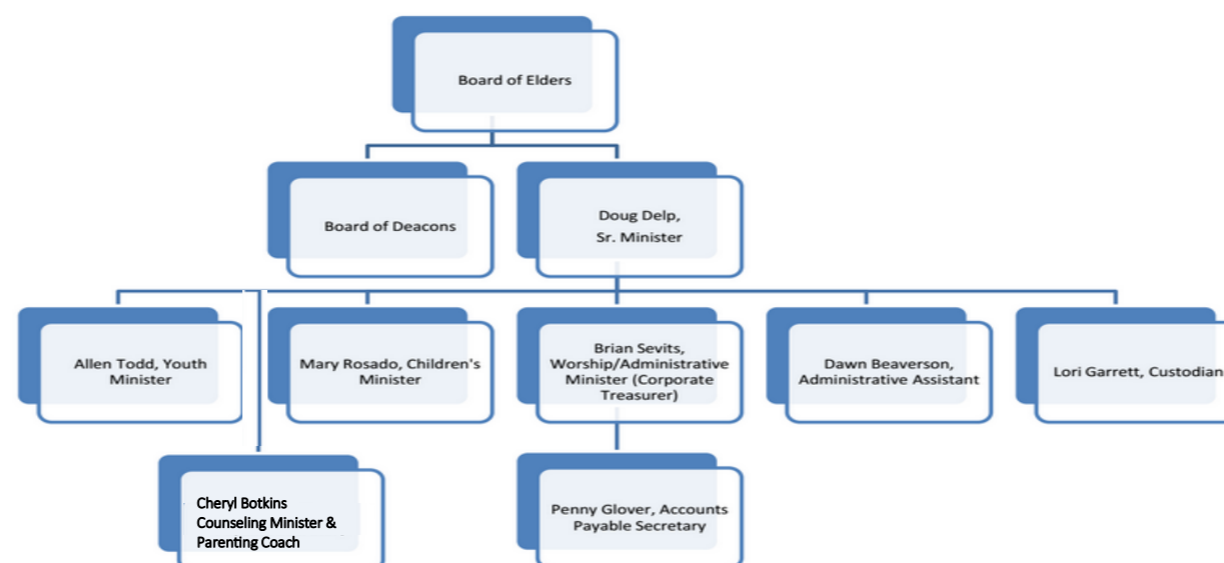 Board of Elders
Board of Deacons
Doug Delp,
Sr. Minister
Allen Todd, Youth
Minister
Mary Rosado, Children's
Minister
Brian Sevits,
Worship/Administrative
Minister (Corporate
Treasurer)
Dawn Beaverson,
Administrative Assistant
Lori Garrett, Custodian
Cheryl Botkins
Counseling Minister &
Parenting Coach
Penny Glover, Accounts
Payable Secretary